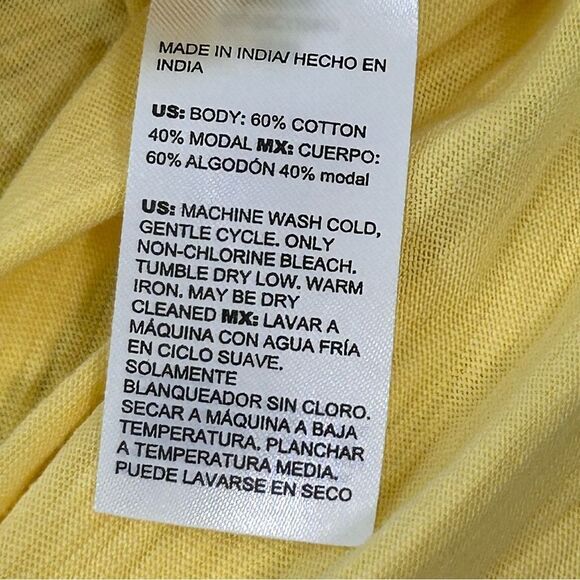 MADE IN INDIA/ HECHO EN
INDIA
US: BODY: 60% COTTON
40% MODAL MX: CUERPO:
60% ALGODÓN 40% modal
US: MACHINE WASH COLD,
GENTLE CYCLE. ONLY
NON-CHLORINE BLEACH.
TUMBLE DRY LOW. WARM
IRON. MAY BE DRY
CLEANED MX: LAVAR A
MÁQUINA CON AGUA FRÍA
EN CICLO SUAVE.
SOLAMENTE
BLANQUEADOR SIN CLORO.
SECAR A MÁQUINA A BAJA
TEMPERATURA. PLANCHAR
A TEMPERATURA MEDIA.
PUEDE LAVARSE EN SECO